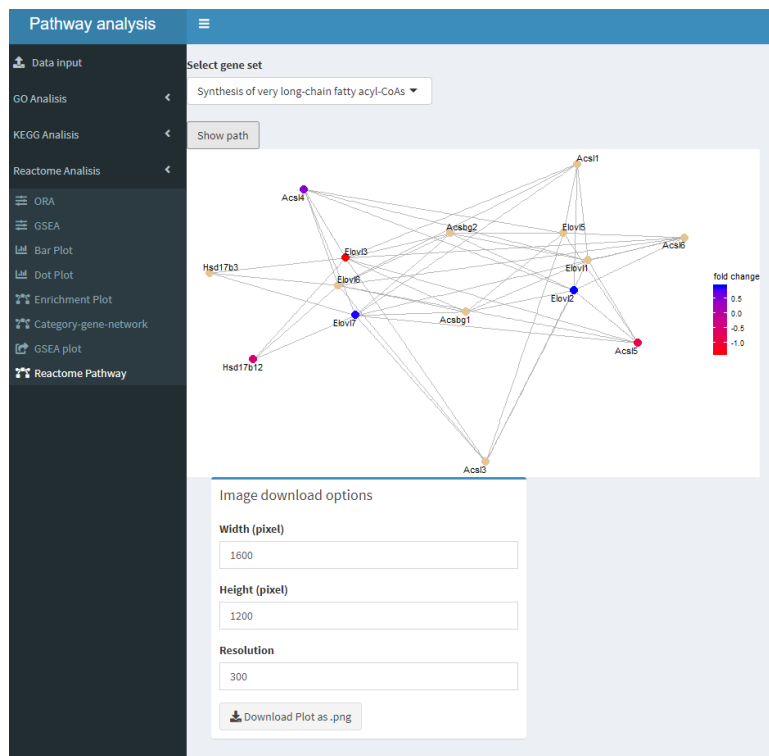 Pathway analysis
Data input
GO Analisis
KEGG Analisis
Reactome Analisis
ORA
GSEA
Bar Plot
Dot Plot
Enrichment Plot
Category-gene-network
GSEA plot
Reactome Pathway
Select gene set
Synthesis of very long-chain fatty acyl-CoAs
Show path
Acsl1
Acsl4
Acsbg2
Elovl5
Acsl6
Elovl3
Elovl1
Hsd17b3
Elovl6
Elovl2
Acsbg1
Elovl7
Acsl5
Hsd17b12
Acsl3
fold change
0.5
0.0
-0.5
-1.0
Image download options
Width (pixel)
1600
Height (pixel)
1200
Resolution
300
Download Plot as .png